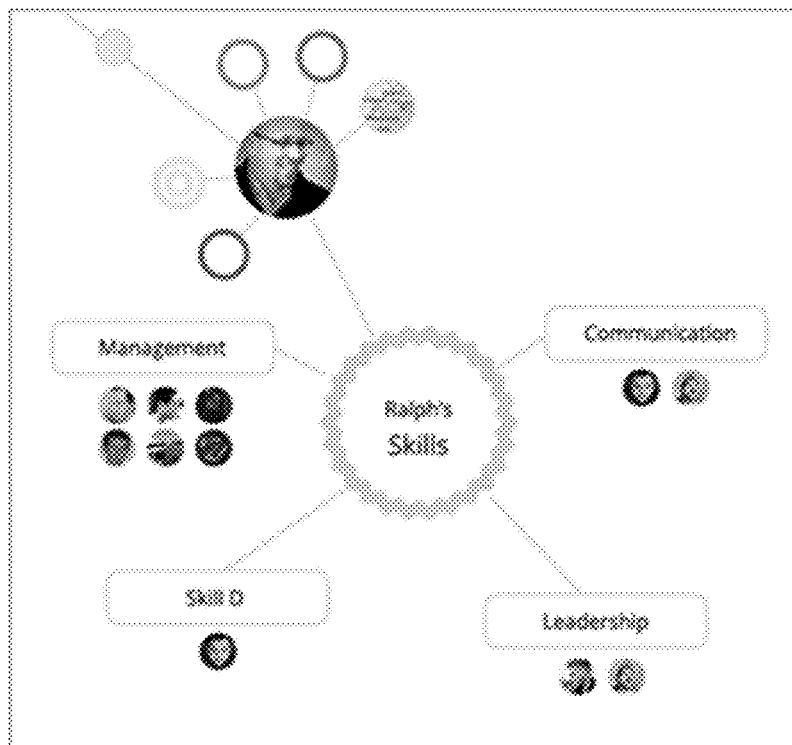 Management
Communication
Ralph's
Skills
Skill D
Leadership